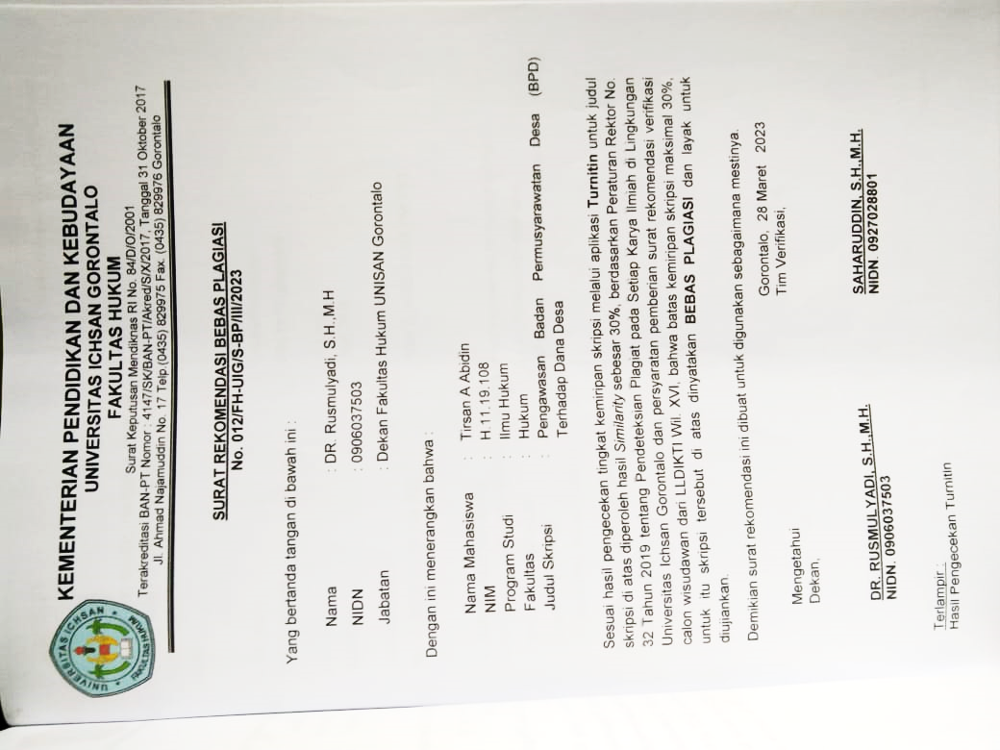 UNIVERSITAS ICHSAN
FAKULTAS HUKUM
KEMENTERIAN PENDIDIKAN DAN KEBUDAYAAN
UNIVERSITAS ICHSAN GORONTALO
FAKULTAS HUKUM
Surat Keputusan Mendiknas RI No. 84/D/O/2001
Terakreditasi BAN-PT Nomor : 4147/SK/BAN-PT/Akred/S/X/2017, Tanggal 31 Oktober 2017
Jl. Ahmad Najamuddin No. 17 Telp.(0435) 829975 Fax. (0435) 829976 Gorontalo
SURAT REKOMENDASI BEBAS PLAGIASI
No. 012/FH-UIG/S-BP/III/2023
Yang bertanda tangan di bawah ini :
Nama : DR. Rusmulyadi, S.H.,M.H
NIDN : 0906037503
Jabatan : Dekan Fakultas Hukum UNISAN Gorontalo
Dengan ini menerangkan bahwa :
Nama Mahasiswa : Tirsan A Abidin
NIM : H.11.19.108
Program Studi : Ilmu Hukum
Fakultas : Hukum
Judul Skripsi : Pengawasan Badan Permusyarawatan Desa (BPD)
Terhadap Dana Desa
Sesuai hasil pengecekan tingkat kemiripan skripsi melalui aplikasi Turnitin untuk judul
skripsi di atas diperoleh hasil Similarity sebesar 30%, berdasarkan Peraturan Rektor No.
32 Tahun 2019 tentang Pendeteksian Plagiat pada Setiap Karya Ilmiah di Lingkungan
Universitas Ichsan Gorontalo dan persyaratan pemberian surat rekomendasi verifikasi
calon wisudawan dari LLDIKTI Wil. XVI, bahwa batas kemiripan skripsi maksimal 30%,
untuk itu skripsi tersebut di atas dinyatakan BEBAS PLAGIASI dan layak untuk
diujiankan.
Demikian surat rekomendasi ini dibuat untuk digunakan sebagaimana mestinya.
Gorontalo, 28 Maret 2023
Mengetahui Tim Verifikasi,
Dekan,
DR. RUSMULYADI, S.H.,M.H. SAHARUDDIN, S.H.,M.H.
NIDN. 0906037503 NIDN. 0927028801
Terlampir :
Hasil Pengecekan Turnitin